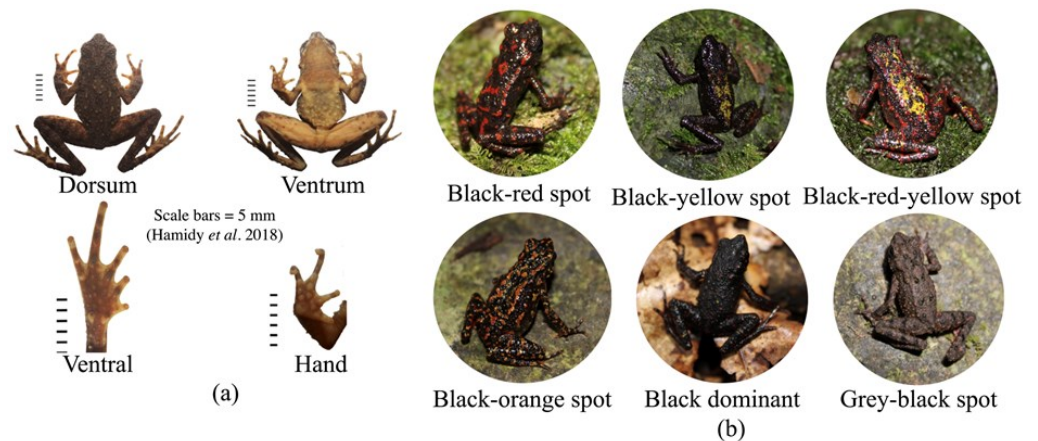 Dorsum
Ventrum
Scale bars = 5 mm
(Hamidy et al. 2018)
Ventral
Hand
(a)
Black-red spot
Black-yellow spot
Black-red-yellow spot
Black-orange spot
Black dominant
Grey-black spot
(b)